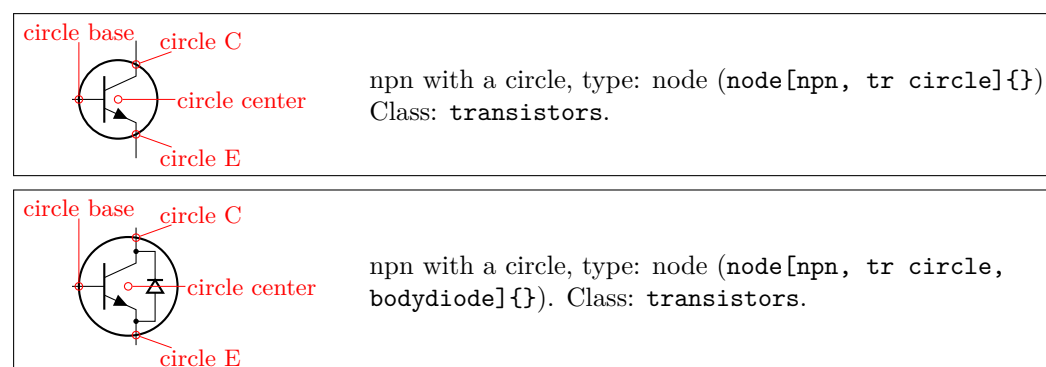 circle base
circle C
circle center
circle E
npn with a circle, type: node (node[npn, tr circle]{})
Class: transistors.
circle base
circle C
circle center
circle E
npn with a circle, type: node (node[npn, tr circle,
bodydiode]{}). Class: transistors.